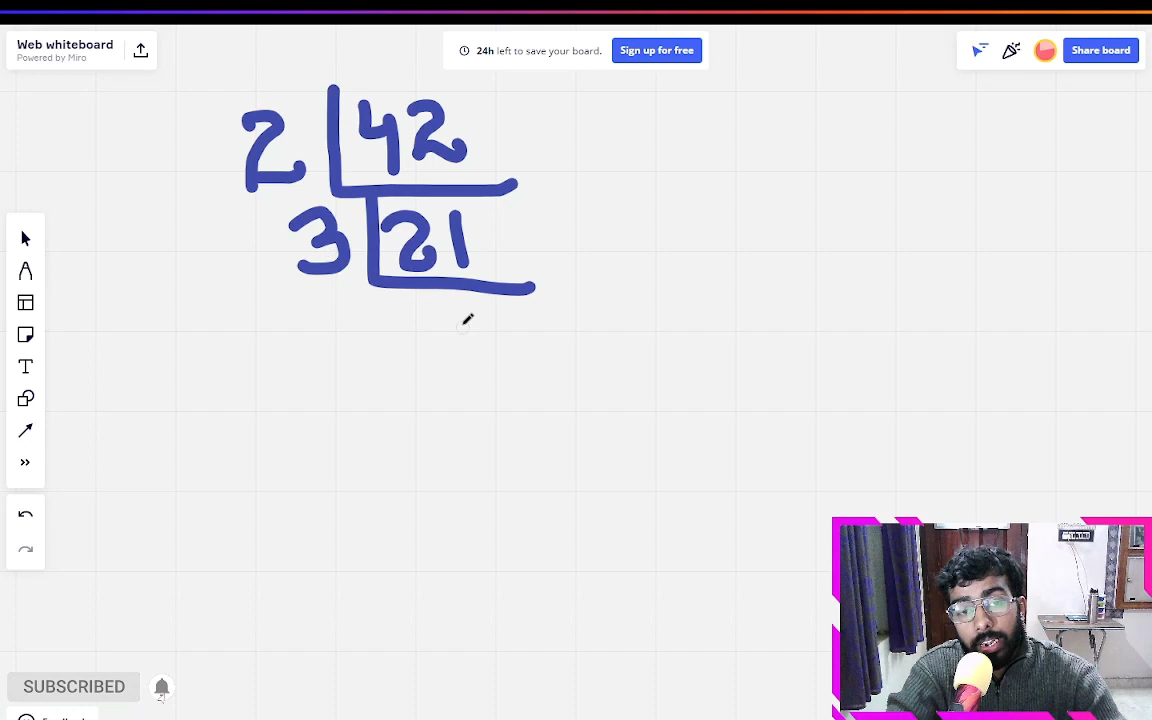 Web whiteboard
Powered by Miro
24h left to save your board.
Sign up for free
Share board
2 42
3 21
SUBSCRIBED